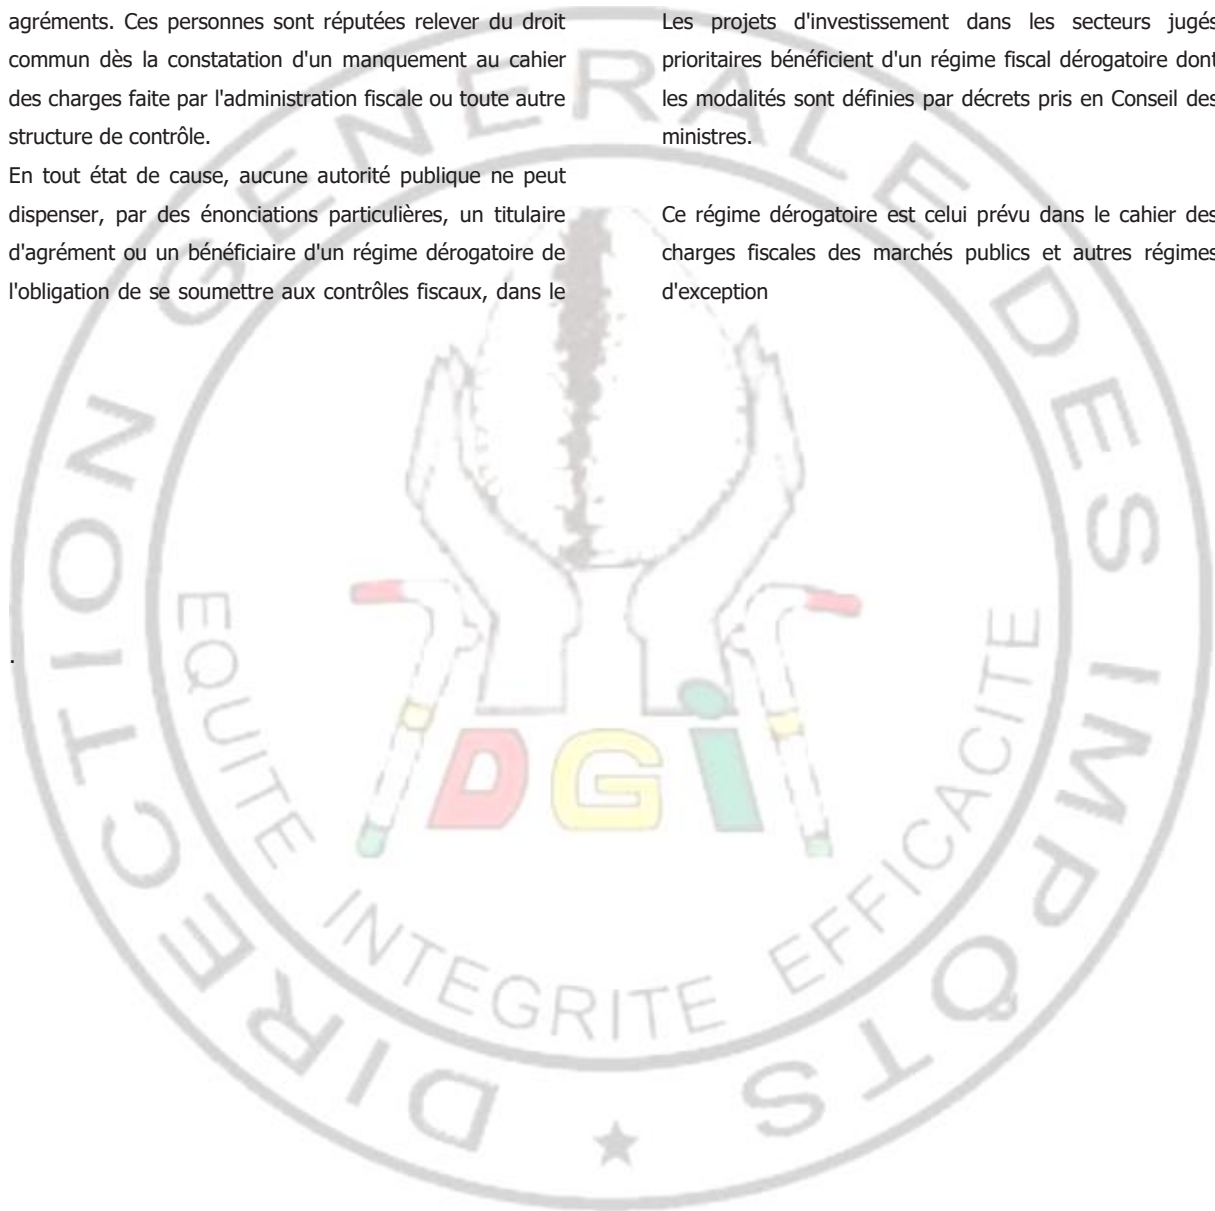 agréments. Ces personnes sont réputées relever du droit
commun dès la constatation d'un manquement au cahier
des charges faite par l'administration fiscale ou toute autre
structure de contrôle.
En tout état de cause, aucune autorité publique ne peut
dispenser, par des énonciations particulières, un titulaire
d'agrément ou un bénéficiaire d'un régime dérogatoire de
l'obligation de se soumettre aux contrôles fiscaux, dans le
.
Les projets d'investissement dans les secteurs jugés
prioritaires bénéficient d'un régime fiscal dérogatoire dont
les modalités sont définies par décrets pris en Conseil des
ministres.
Ce régime dérogatoire est celui prévu dans le cahier des
charges fiscales des marchés publics et autres régimes
d'exception
DIRECTION GENERALE DES IMPÔTS
EQUITE INTEGRITE EFFICACITE
DGi